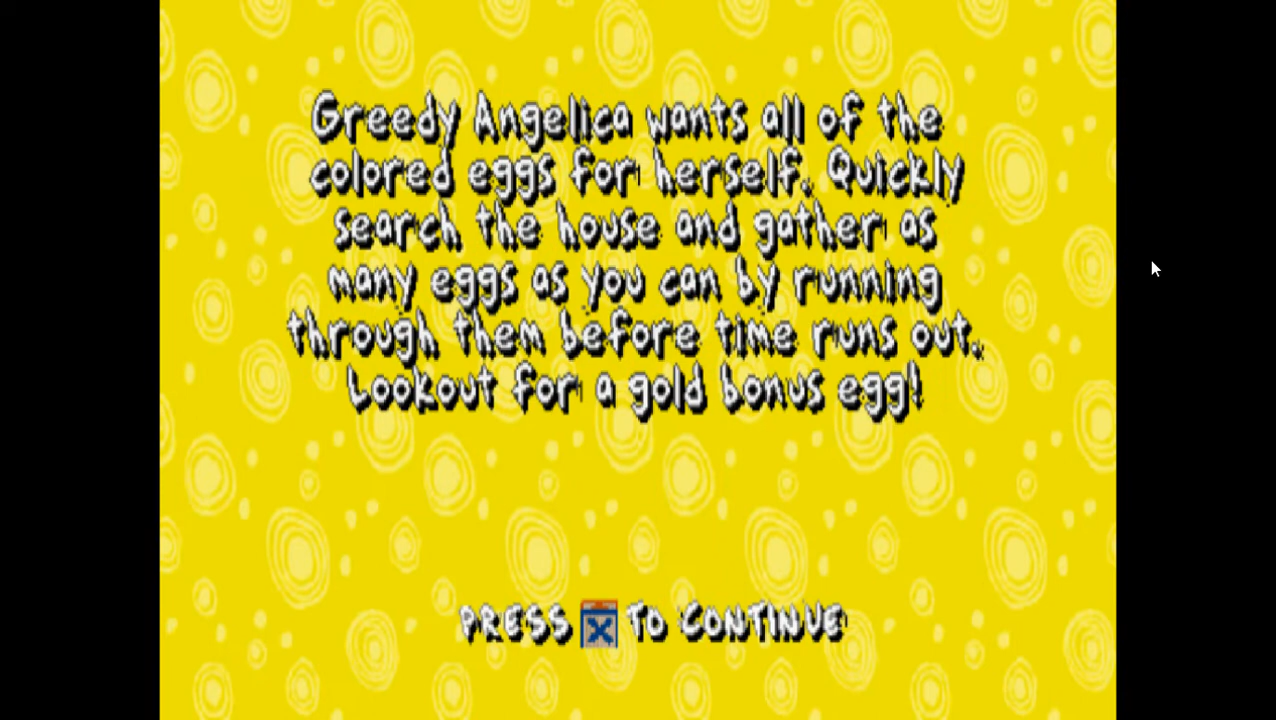 Greedy Angelica wants all of the
colored eggs for herself. Quickly
search the house and gather as
many eggs as you can by running
through them before time runs out.
Lookout for a gold bonus egg!
PRESS X TO CONTINUE